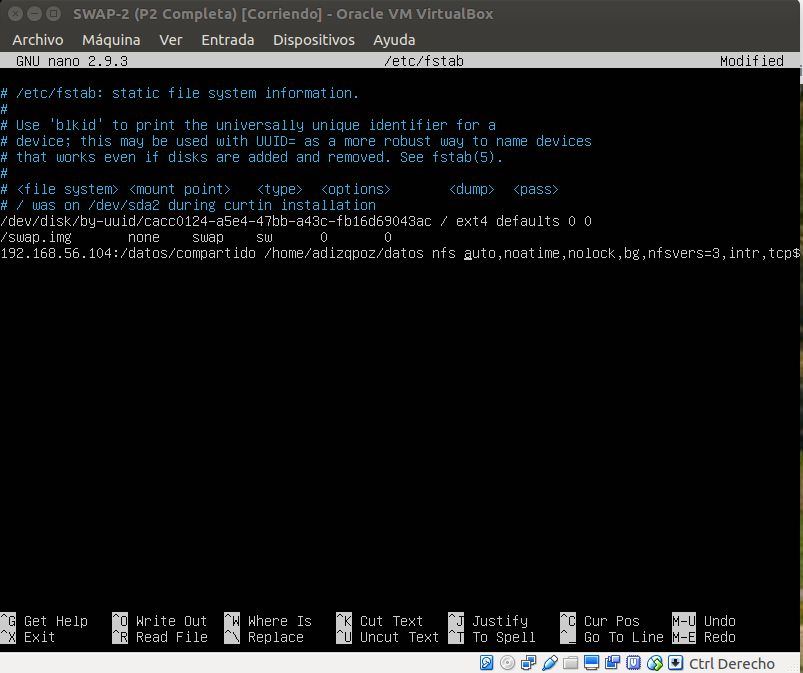 SWAP-2 (P2 Completa) [Corriendo] - Oracle VM VirtualBox
Archivo Máquina Ver Entrada Dispositivos Ayuda
GNU nano 2.9.3 /etc/fstab Modified
# /etc/fstab: static file system information.
#
# Use 'blkid' to print the universally unique identifier for a
# device; this may be used with UUID= as a more robust way to name devices
# that works even if disks are added and removed. See fstab(5).
#
# <file system> <mount point>   <type>  <options>       <dump>  <pass>
# / was on /dev/sda2 during curtin installation
/dev/disk/by-uuid/cacc0124-a5e4-47bb-a43c-fb16d69043ac / ext4 defaults 0 0
/swap.img       none    swap    sw      0       0
192.168.56.104:/datos/compartido /home/adizqpoz/datos nfs auto,noatime,nolock,bg,nfsvers=3,intr,tcp$
^G Get Help ^O Write Out ^W Where Is ^K Cut Text ^J Justify ^C Cur Pos M-U Undo
^X Exit ^R Read File ^\ Replace ^U Uncut Text ^T To Spell ^_ Go To Line M-E Redo
Ctrl Derecho